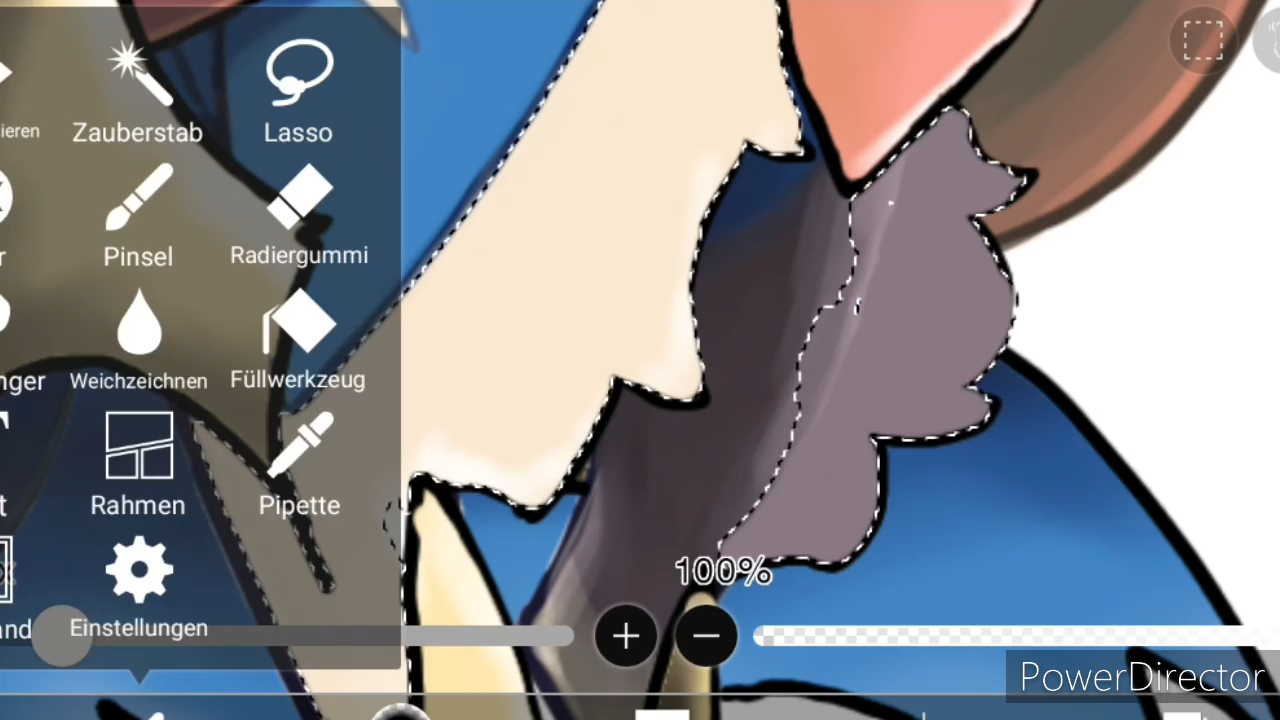 ieren Zauberstab Lasso
r Pinsel Radiergummi
nger Weichzeichnen Füllwerkzeug
t Rahmen Pipette
and Einstellungen
100%
PowerDirector